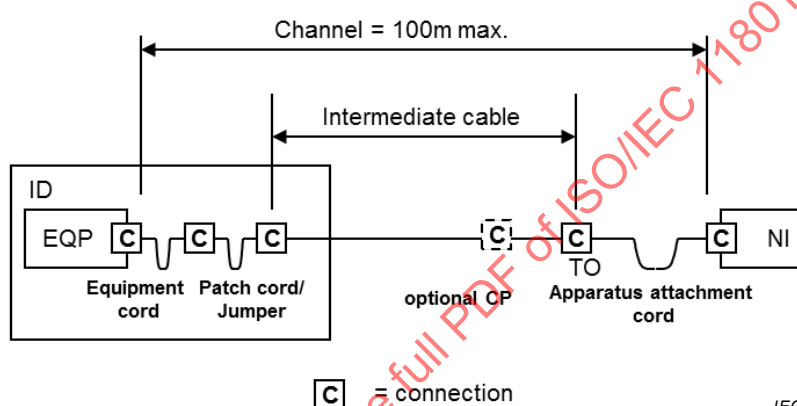 Channel = 100m max.
Intermediate cable
ID
EQP
C
C
C
C
C
C
NI
TO
Equipment
cord
Patch cord/
Jumper
optional CP
Apparatus attachment
cord
C = connection
full PDF of ISO/IEC 1180